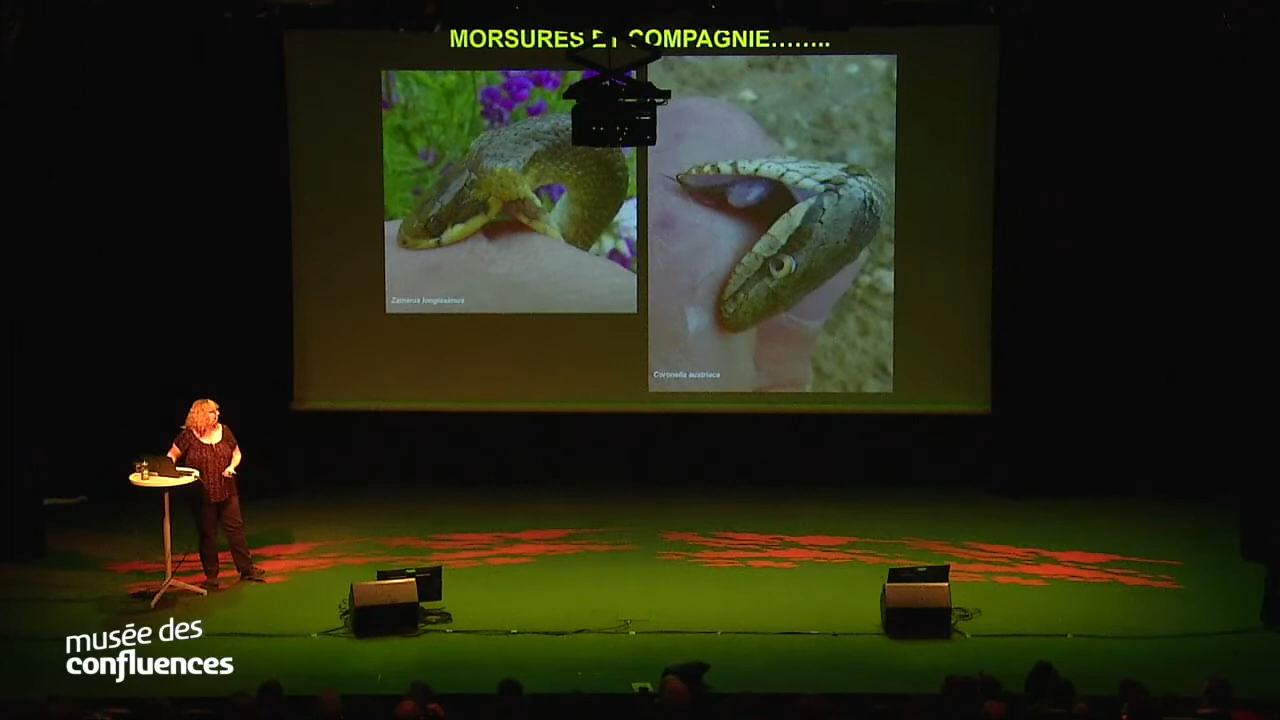 MORSURES ET COMPAGNIE……..
Zamenis longissimus
Coronella austriaca
musée des
confluences